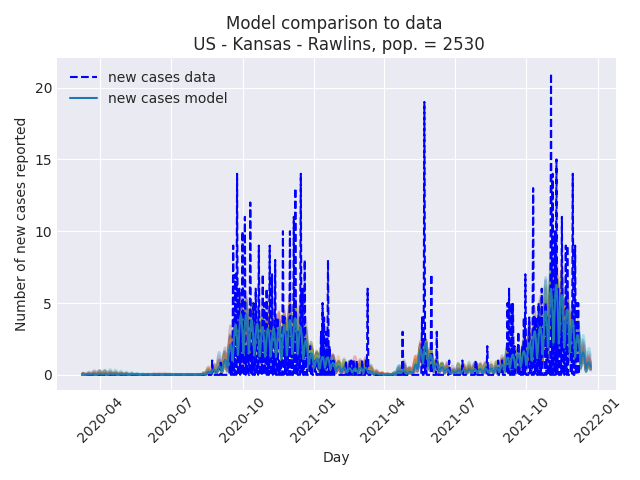 Model comparison to data
US - Kansas - Rawlins, pop. = 2530
new cases data
new cases model
Number of new cases reported
20
15
10
5
0
2020-04
2020-07
2020-10
2021-01
2021-04
2021-07
2021-10
2022-01
Day